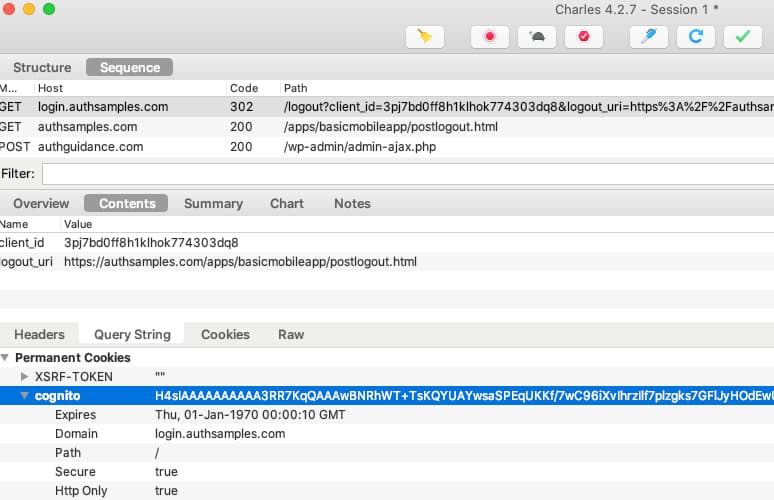 Charles 4.2.7 - Session 1 *
Structure Sequence
M... Host Code Path
GET login.authsamples.com 302 /logout?client_id=3pj7bd0ff8h1klhok774303dq8&logout_uri=https%3A%2F%2Fauthsar
GET authsamples.com 200 /apps/basicmobileapp/postlogout.html
POST authguidance.com 200 /wp-admin/admin-ajax.php
Filter:
Overview Contents Summary Chart Notes
Name Value
client_id 3pj7bd0ff8h1klhok774303dq8
logout_uri https://authsamples.com/apps/basicmobileapp/postlogout.html
Headers Query String Cookies Raw
Permanent Cookies
XSRF-TOKEN ""
cognito
Expires Thu, 01-Jan-1970 00:00:10 GMT
Domain login.authsamples.com
Path /
Secure true
Http Only true